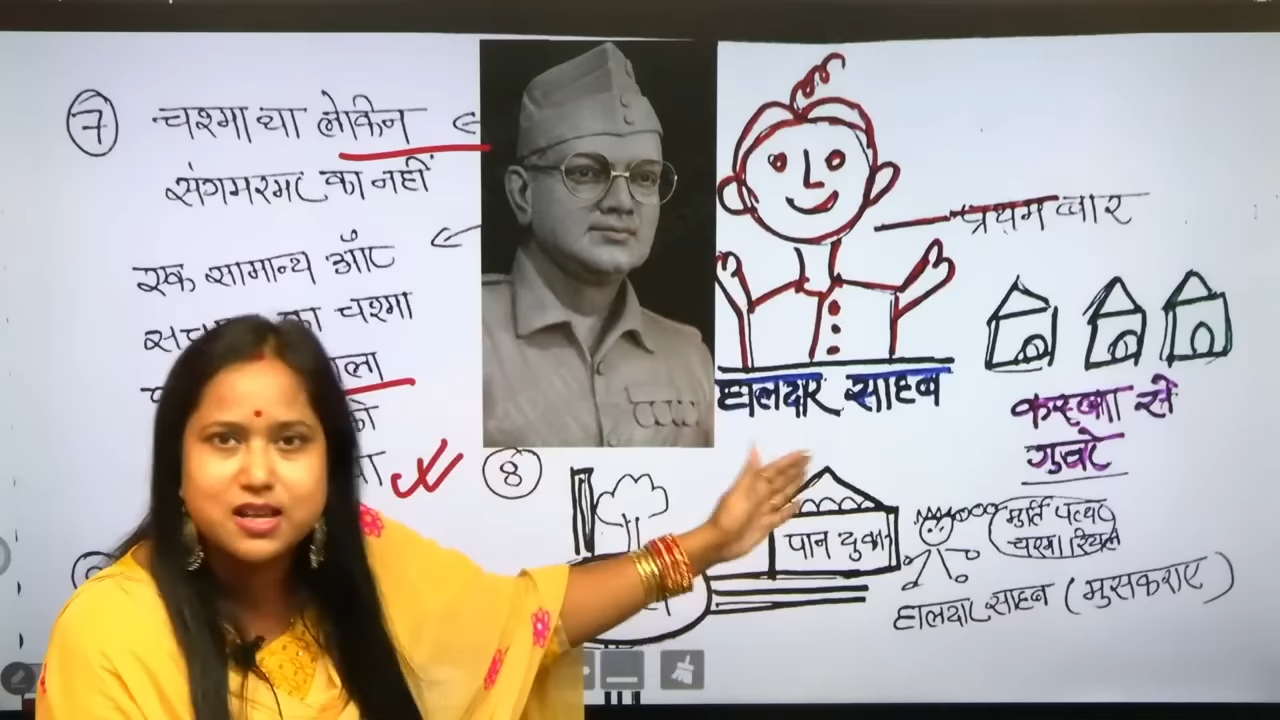 7 चश्मा था लेकिन
संगमरमर का नहीं
एक सामान्य और
का चश्मा
8
हालदार साहब
प्रथम बार
कस्बा से
गुजरे
पान दुकान
मूर्ति पत्थर
चश्मा रियल
हालदार साहब (मुसकराए)